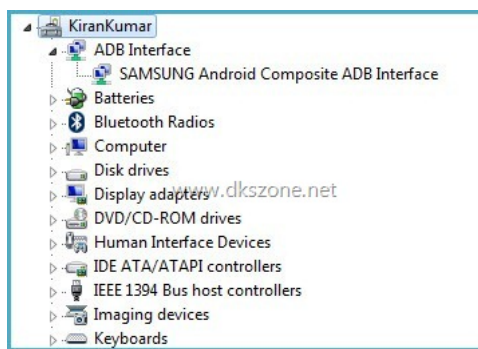 KiranKumar
ADB Interface
SAMSUNG Android Composite ADB Interface
Batteries
Bluetooth Radios
Computer
Disk drives
Display adapters
www.dkszone.net
DVD/CD-ROM drives
Human Interface Devices
IDE ATA/ATAPI controllers
IEEE 1394 Bus host controllers
Imaging devices
Keyboards